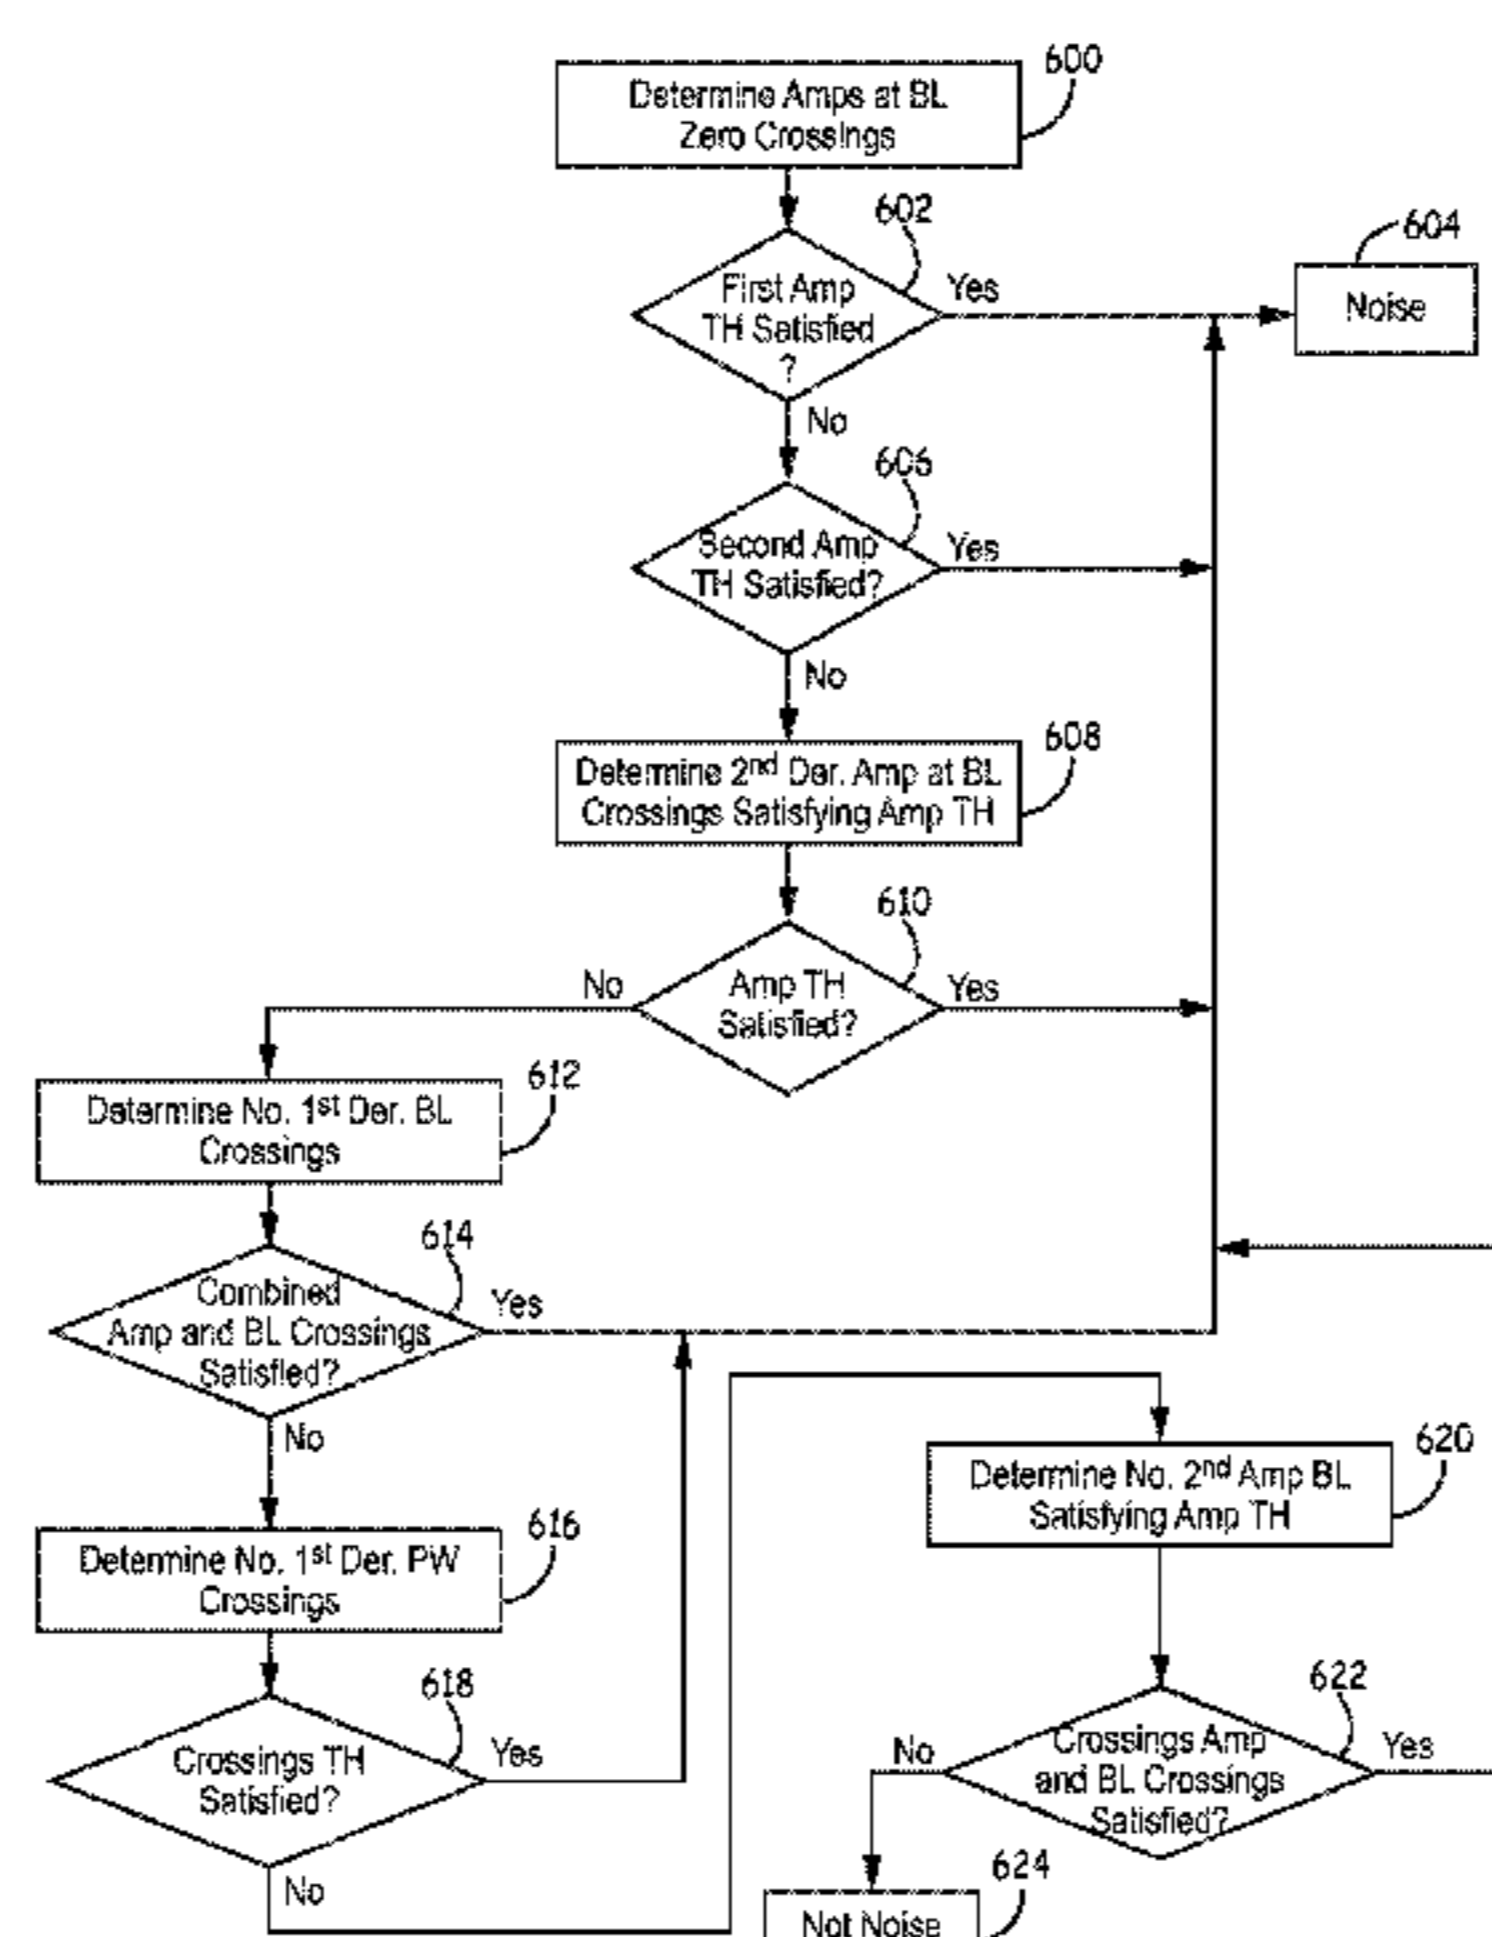 600
Determine Amps at BL
Zero Crossings
602
604
First Amp
TH Satisfied
?
Yes
Noise
No
606
Second Amp
TH Satisfied?
Yes
No
608
Determine 2nd Der. Amp at BL
Crossings Satisfying Amp TH
610
No
Amp TH
Satisfied?
Yes
612
Determine No. 1st Der. BL
Crossings
614
Combined
Amp and BL Crossings
Satisfied?
Yes
No
620
Determine No. 2nd Amp BL
Satisfying Amp TH
616
Determine No. 1st Der. PW
Crossings
618
Crossings TH
Satisfied?
Yes
No
622
No
Crossings Amp
and BL Crossings
Satisfied?
Yes
624
Not Noise